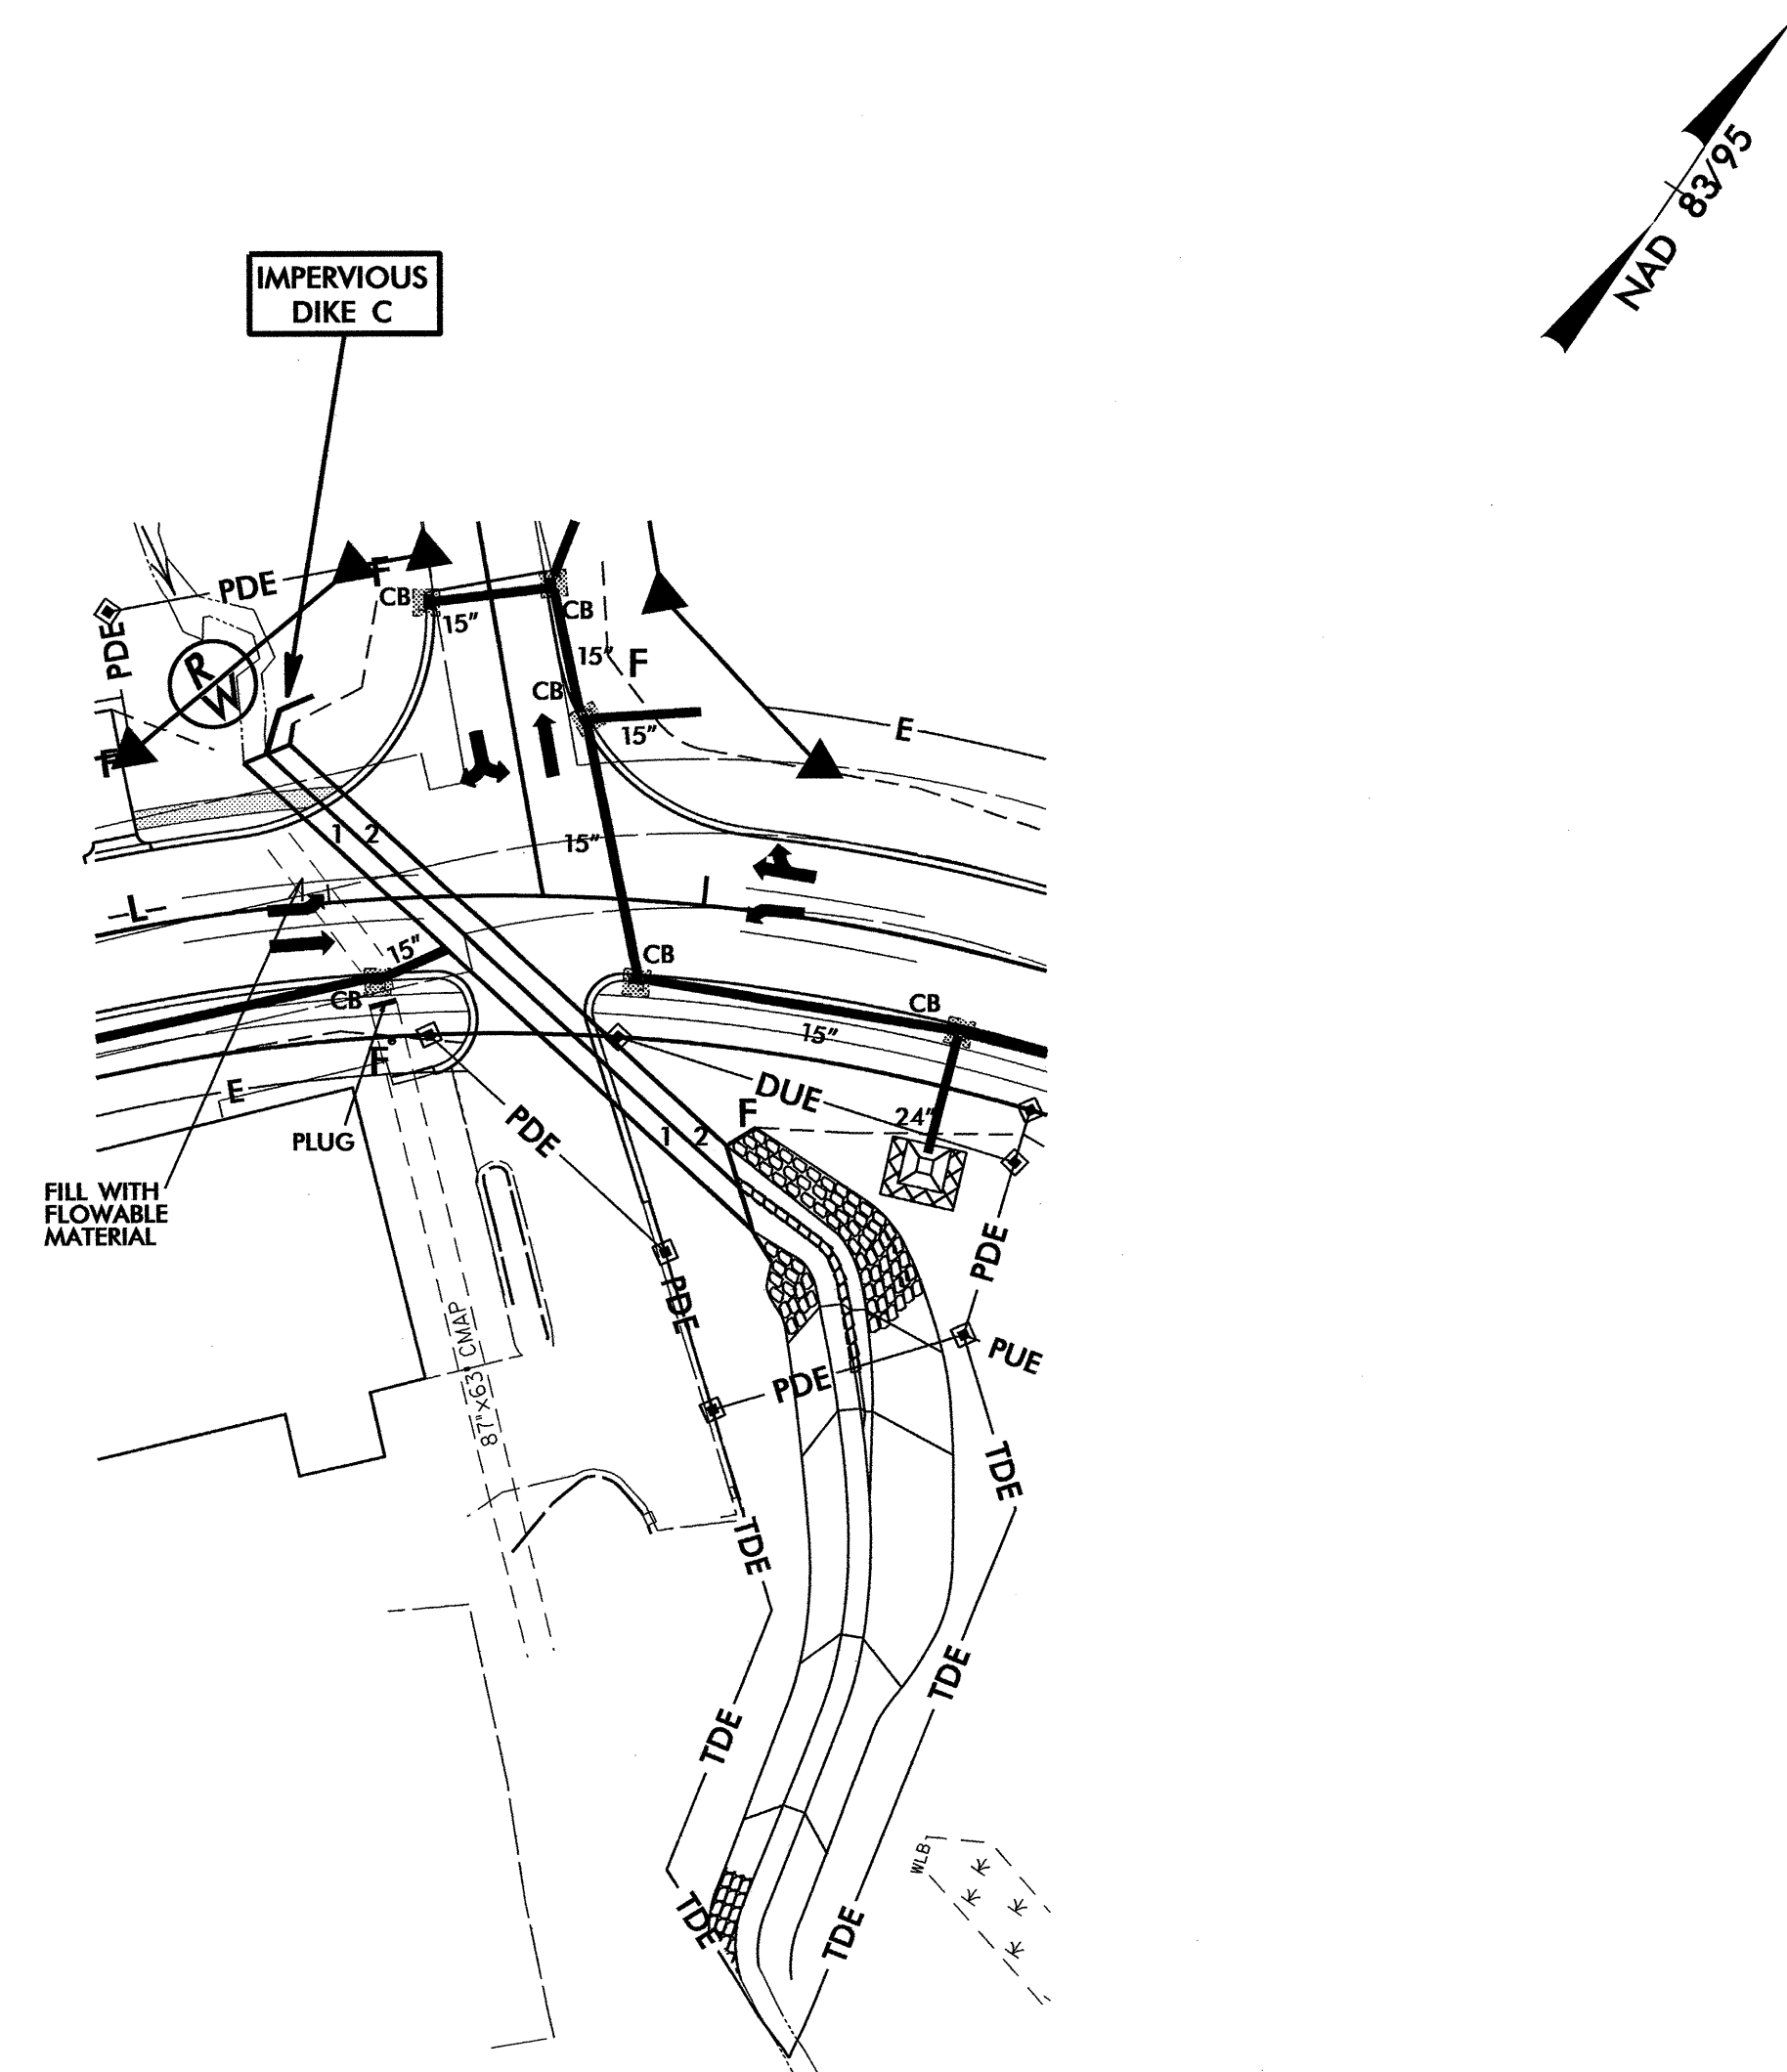 NAD 83/95
IMPERVIOUS
DIKE C
F
PDE
CB
CB
15"
PDE
R
W
15"
F
CB
15"
E
F
1 2
15"
-L-
15"
CB
CB
CB
15"
F
E
DUE
F
24"
PDE
PLUG
1 2
FILL WITH
FLOWABLE
MATERIAL
PDE
PDE
PUE
87"x63" CMAP
PDE
TDE
TDE
TDE
TDE
WLB
TDE
TDE